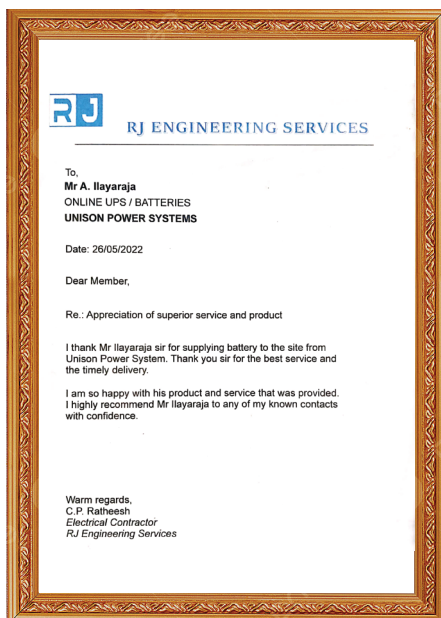 RJ
RJ ENGINEERING SERVICES
To,
Mr A. Ilayaraja
ONLINE UPS / BATTERIES
UNISON POWER SYSTEMS
Date: 26/05/2022
Dear Member,
Re.: Appreciation of superior service and product
I thank Mr Ilayaraja sir for supplying battery to the site from
Unison Power System. Thank you sir for the best service and
the timely delivery.
I am so happy with his product and service that was provided.
I highly recommend Mr Ilayaraja to any of my known contacts
with confidence.
Warm regards,
C.P. Ratheesh
Electrical Contractor
RJ Engineering Services